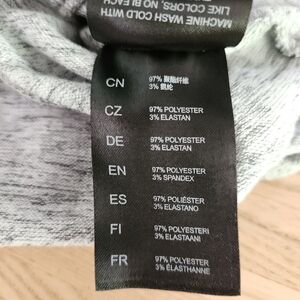 MACHINE WASH COLD WITH
LIKE COLORS, NO BLEACH
CN
97% 聚酯纤维
3% 氨纶
CZ
97% POLYESTER
3% ELASTAN
DE
97% POLYESTER
3% ELASTAN
EN
97% POLYESTER
3% SPANDEX
ES
97% POLIÉSTER
3% ELASTANO
FI
97% POLYESTERI
3% ELASTAANI
FR
97% POLYESTER
3% ÉLASTHANNE